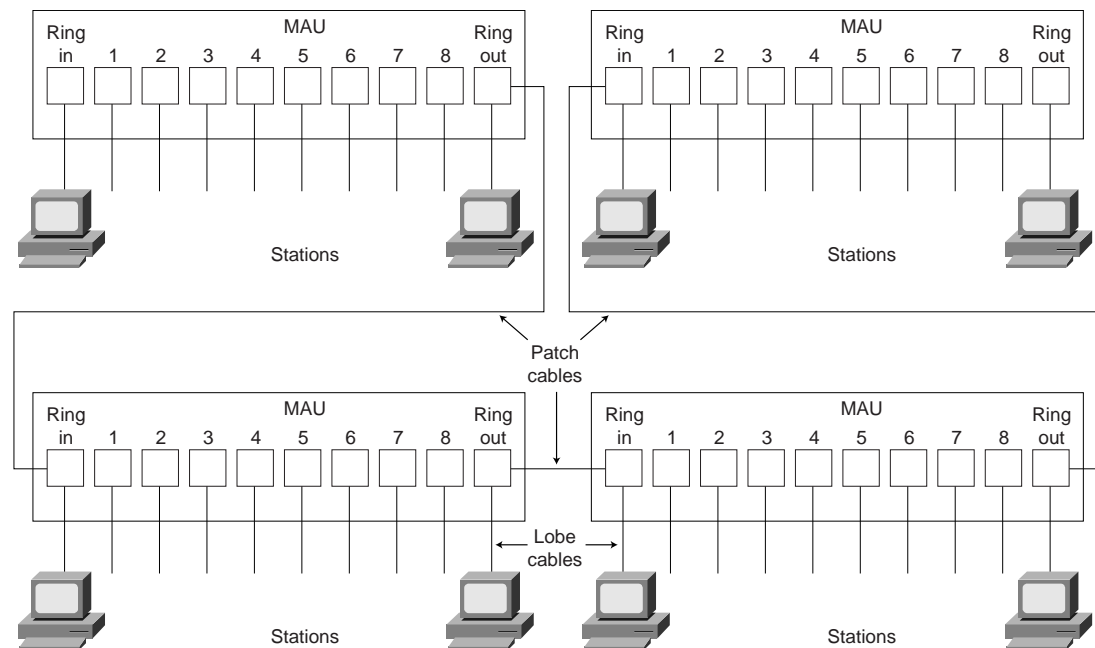 MAU
Ring in 1 2 3 4 5 6 7 8 Ring out
Stations
MAU
Ring in 1 2 3 4 5 6 7 8 Ring out
Stations
Patch
cables
MAU
Ring in 1 2 3 4 5 6 7 8 Ring out
Lobe
cables
Stations
MAU
Ring in 1 2 3 4 5 6 7 8 Ring out
Stations